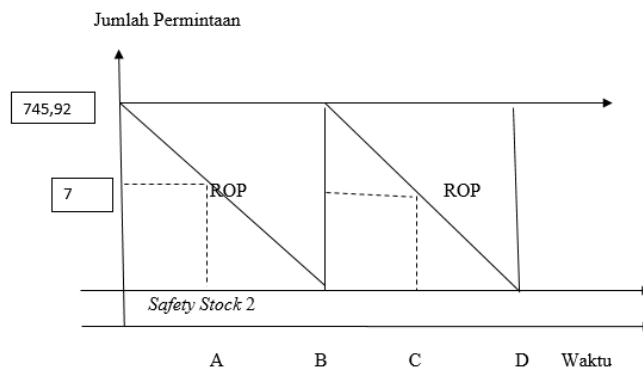 Jumlah Permintaan
745,92
7
ROP
ROP
Safety Stock 2
A B C D Waktu